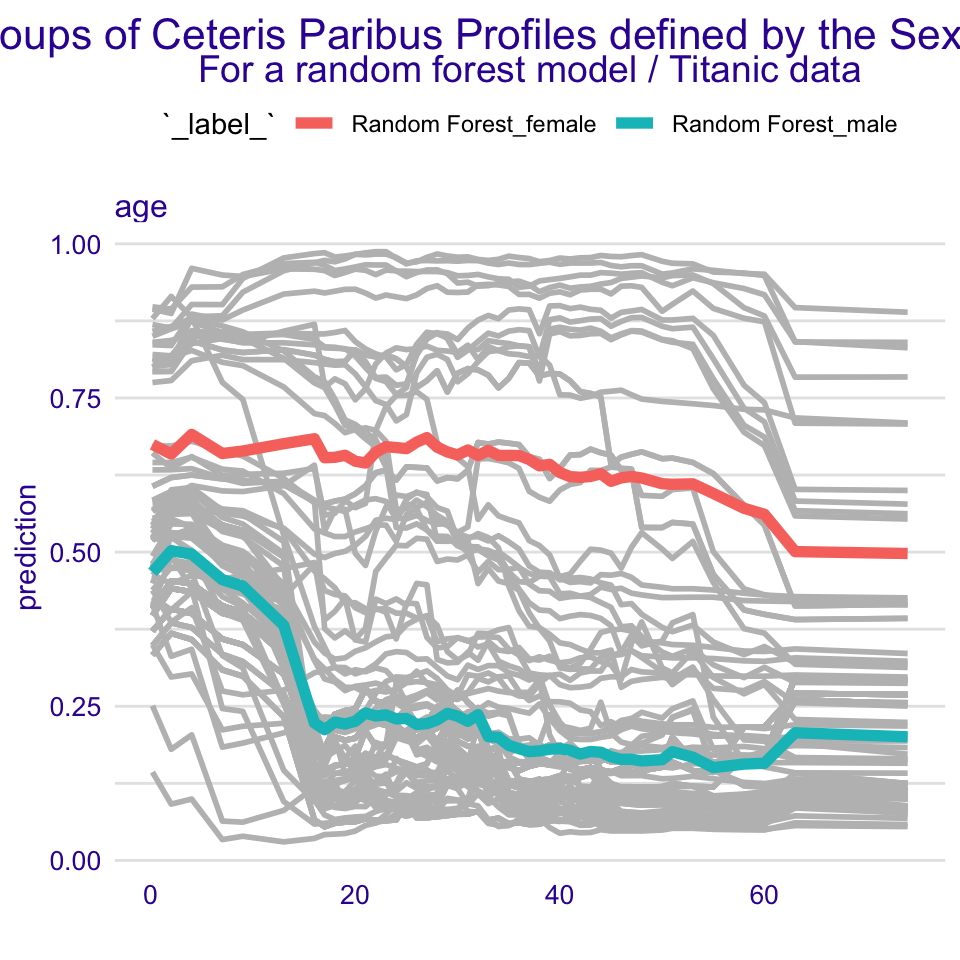 oups of Ceteris Paribus Profiles defined by the Sex
For a random forest model / Titanic data
`_label_` Random Forest_female Random Forest_male
age
1.00
0.75
0.50
0.25
0.00
prediction
0 20 40 60